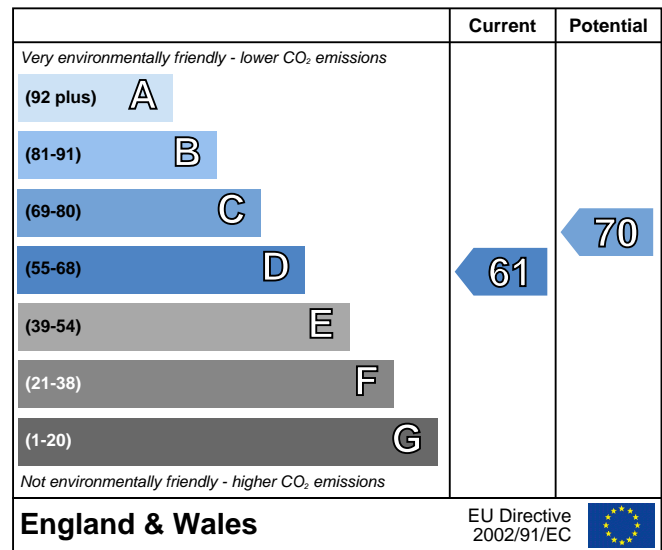 Current Potential
Very environmentally friendly - lower CO₂ emissions
(92 plus) A
(81-91) B
(69-80) C
(55-68) D
(39-54) E
(21-38) F
(1-20) G
61
70
Not environmentally friendly - higher CO₂ emissions
England & Wales
EU Directive
2002/91/EC